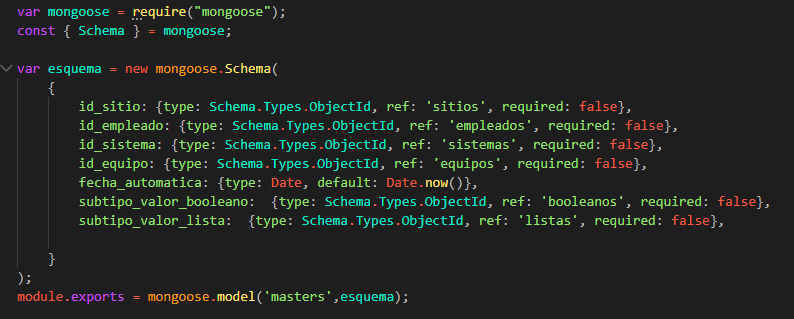 var mongoose = require("mongoose");
const { Schema } = mongoose;
var esquema = new mongoose.Schema(
{
id_sitio: {type: Schema.Types.ObjectId, ref: 'sitios', required: false},
id_empleado: {type: Schema.Types.ObjectId, ref: 'empleados', required: false},
id_sistema: {type: Schema.Types.ObjectId, ref: 'sistemas', required: false},
id_equipo: {type: Schema.Types.ObjectId, ref: 'equipos', required: false},
fecha_automatica: {type: Date, default: Date.now()},
subtipo_valor_booleano:  {type: Schema.Types.ObjectId, ref: 'booleanos', required: false},
subtipo_valor_lista:  {type: Schema.Types.ObjectId, ref: 'listas', required: false},
}
);
module.exports = mongoose.model('masters',esquema);